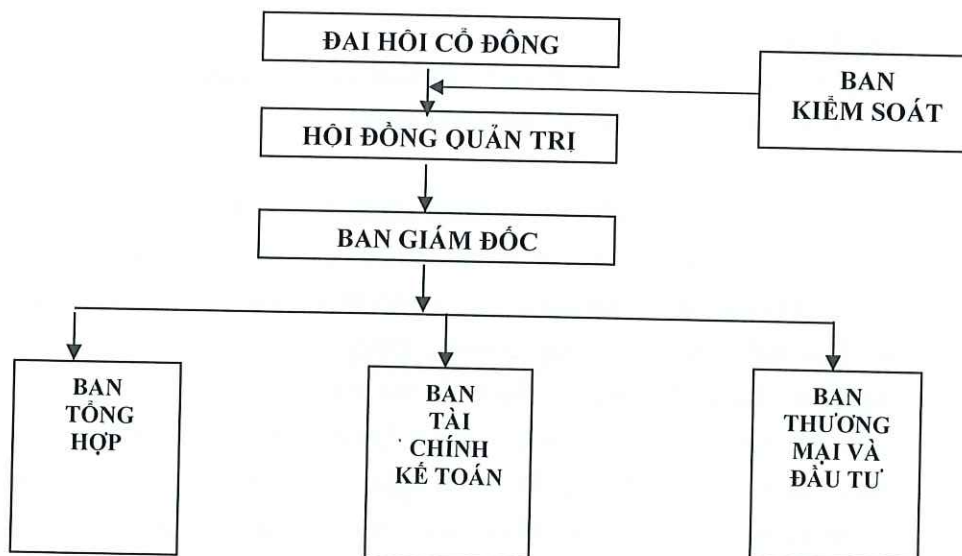 ĐAI HÔI CỔ ĐÔNG
BAN
KIỂM SOÁT
HỘI ĐỒNG QUẢN TRỊ
BAN GIÁM ĐỐC
BAN
TỔNG
HỢP
BAN
TÀI
CHÍNH
KẾ TOÁN
BAN
THƯƠNG
MẠI VÀ
ĐẦU TƯ